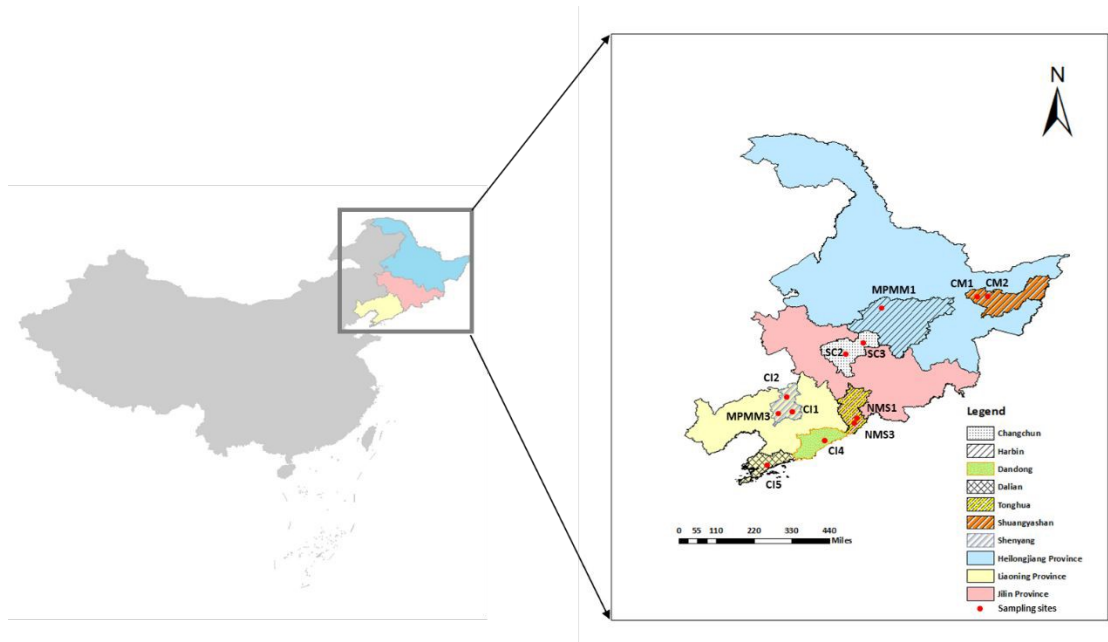 N
CM1 CM2
MPMM1
SC2 SC3
CI2
MPMM3 CI1
NMS1
NMS3
CI4
CI5
Legend
Changchun
Harbin
Dandong
Dalian
Tonghua
Shuangyashan
Shenyang
Heilongjiang Province
Liaoning Province
Jilin Province
Sampling sites
0 55 110 220 330 440
Miles